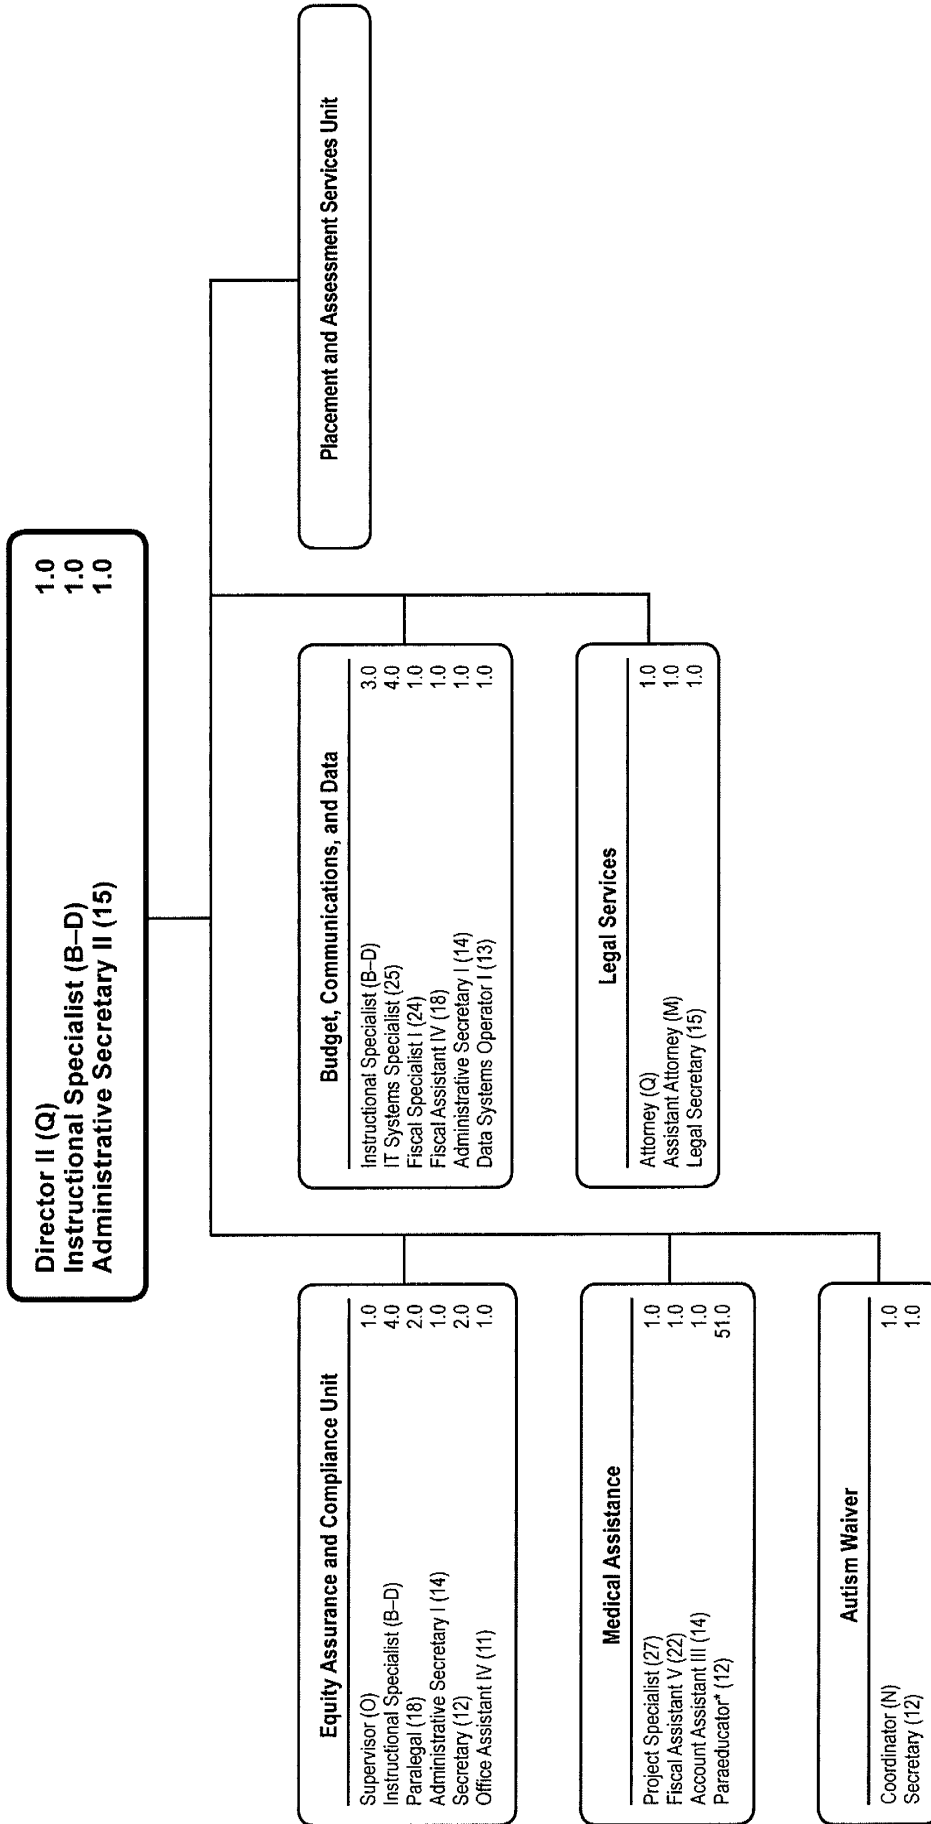 Director II (Q) 1.0
Instructional Specialist (B–D) 1.0
Administrative Secretary II (15) 1.0
Equity Assurance and Compliance Unit
Supervisor (O) 1.0
Instructional Specialist (B–D) 4.0
Paralegal (18) 2.0
Administrative Secretary I (14) 1.0
Secretary (12) 2.0
Office Assistant IV (11) 1.0
Medical Assistance
Project Specialist (27) 1.0
Fiscal Assistant V (22) 1.0
Account Assistant III (14) 1.0
Paraeducator* (12) 51.0
Autism Waiver
Coordinator (N) 1.0
Secretary (12) 1.0
Budget, Communications, and Data
Instructional Specialist (B–D) 3.0
IT Systems Specialist (25) 4.0
Fiscal Specialist I (24) 1.0
Fiscal Assistant IV (18) 1.0
Administrative Secretary I (14) 1.0
Data Systems Operator I (13) 1.0
Legal Services
Attorney (Q) 1.0
Assistant Attorney (M) 1.0
Legal Secretary (15) 1.0
Placement and Assessment Services Unit